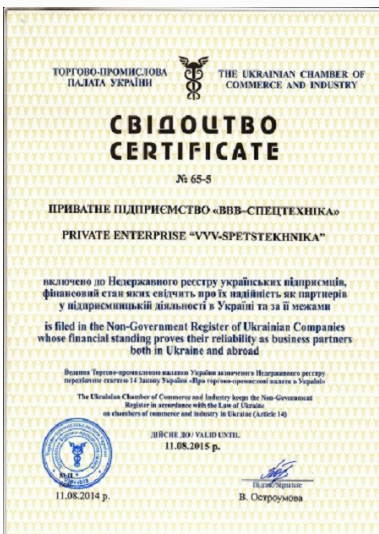 ТОРГОВО-ПРОМИСЛОВА
ПАЛАТА УКРАЇНИ
THE UKRAINIAN CHAMBER OF
COMMERCE AND INDUSTRY
СВІДОЦТВО
CERTIFICATE
№ 65-5
ПРИВАТНЕ ПІДПРИЄМСТВО «ВВВ–СПЕЦТЕХНІКА»
PRIVATE ENTERPRISE “VVV-SPETSTEKHNIKA”
включено до Недержавного реєстру українських підприємців,
фінансовий стан яких свідчить про їх надійність як партнерів
у підприємницькій діяльності в Україні та за її межами
is filed in the Non-Government Register of Ukrainian Companies
whose financial standing proves their reliability as business partners
both in Ukraine and abroad
Ведення Торгово-промисловою палатою України зазначеного Недержавного реєстру
передбачено статтею 14 Закону України «Про торгово-промислові палати в Україні»
The Ukrainian Chamber of Commerce and Industry keeps the Non-Government
Register in accordance with the Law of Ukraine
on chambers of commerce and industry in Ukraine (Article 14)
ДІЙСНЕ ДО / VALID UNTIL
11.08.2015 р.
М.П.
11.08.2014 р.
В. Остроумова